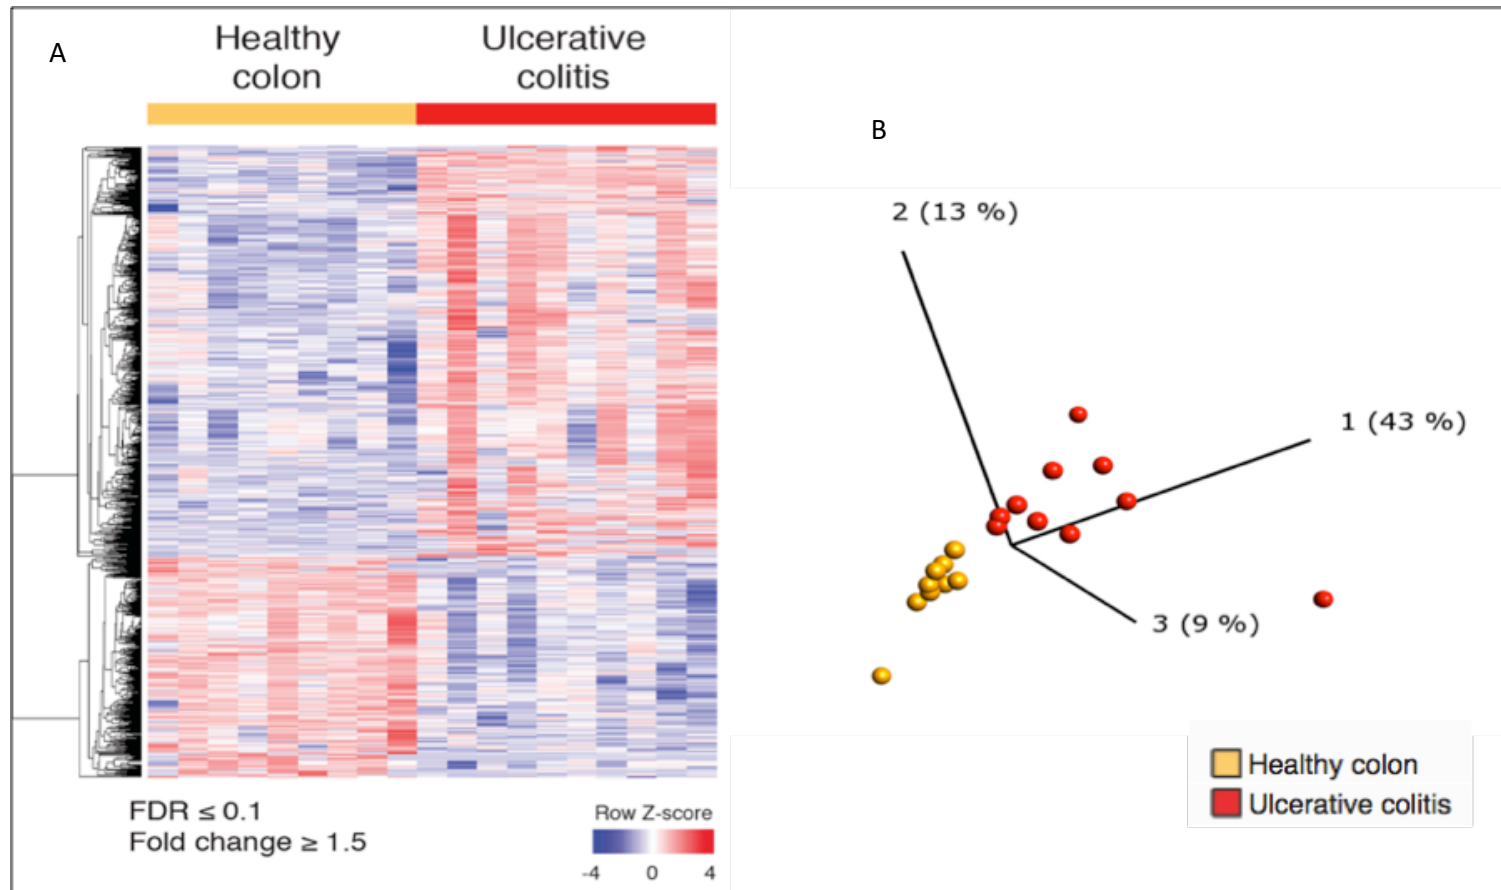 A
Healthy
colon
Ulcerative
colitis
FDR ≤ 0.1
Fold change ≥ 1.5
Row Z-score
-4 0 4
B
2 (13 %)
1 (43 %)
3 (9 %)
Healthy colon
Ulcerative colitis